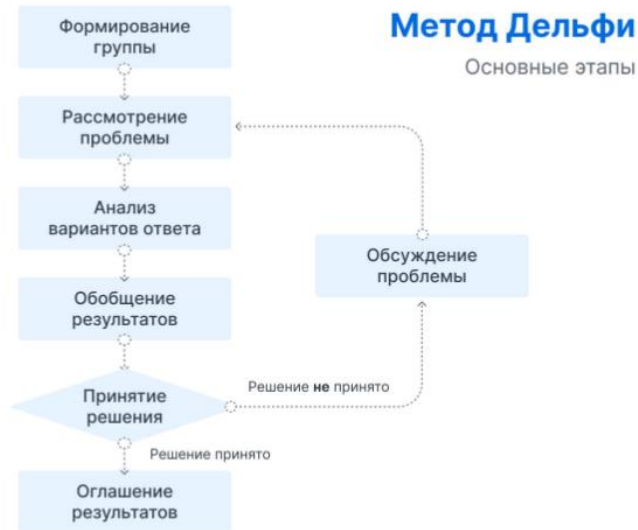 Метод Дельфи
Основные этапы
Формирование
группы
Рассмотрение
проблемы
Анализ
вариантов ответа
Обобщение
результатов
Принятие
решения
Решение не принято
Обсуждение
проблемы
Решение принято
Оглашение
результатов